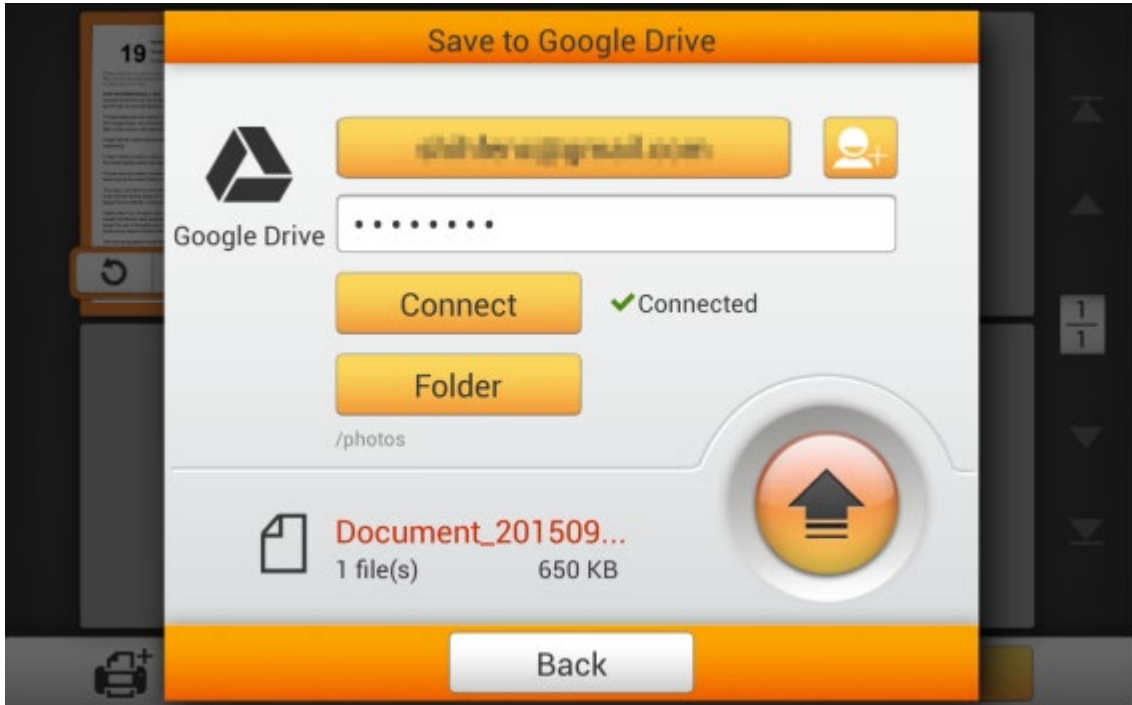 Save to Google Drive
19
Google Drive
••••••••
Connect
Connected
Folder
/photos
1
1
Document_201509...
1 file(s) 650 KB
Back